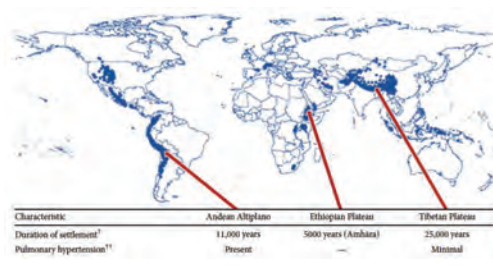 Characteristic Andean Altiplano Ethiopian Plateau Tibetan Plateau
Duration of settlement† 11,000 years 5000 years (Amhára) 25,000 years
Pulmonary hypertension†† Present — Minimal